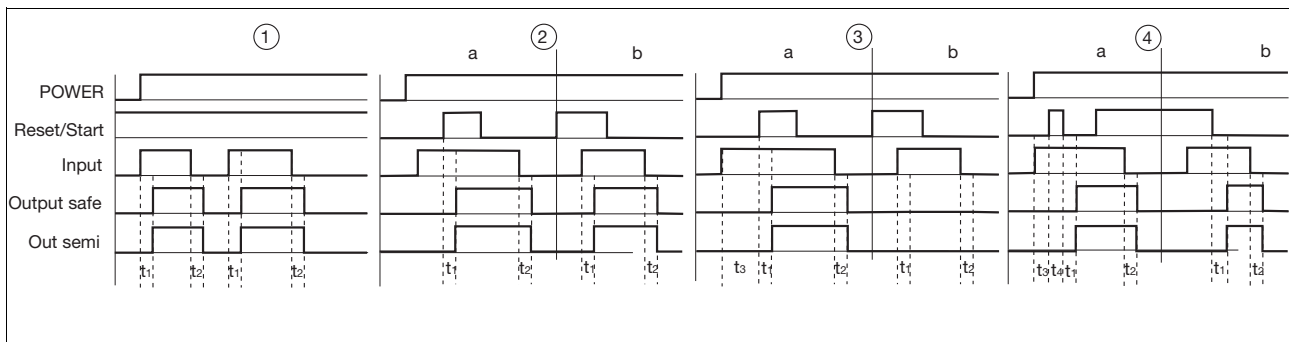 ① ② ③ ④
a b a b a b
POWER
Reset/Start
Input
Output safe
Out semi
t1 t2 t1 t2 t1 t2 t1 t2 t3 t1 t2 t1 t2 t3 t4 t1 t2 t1 t2